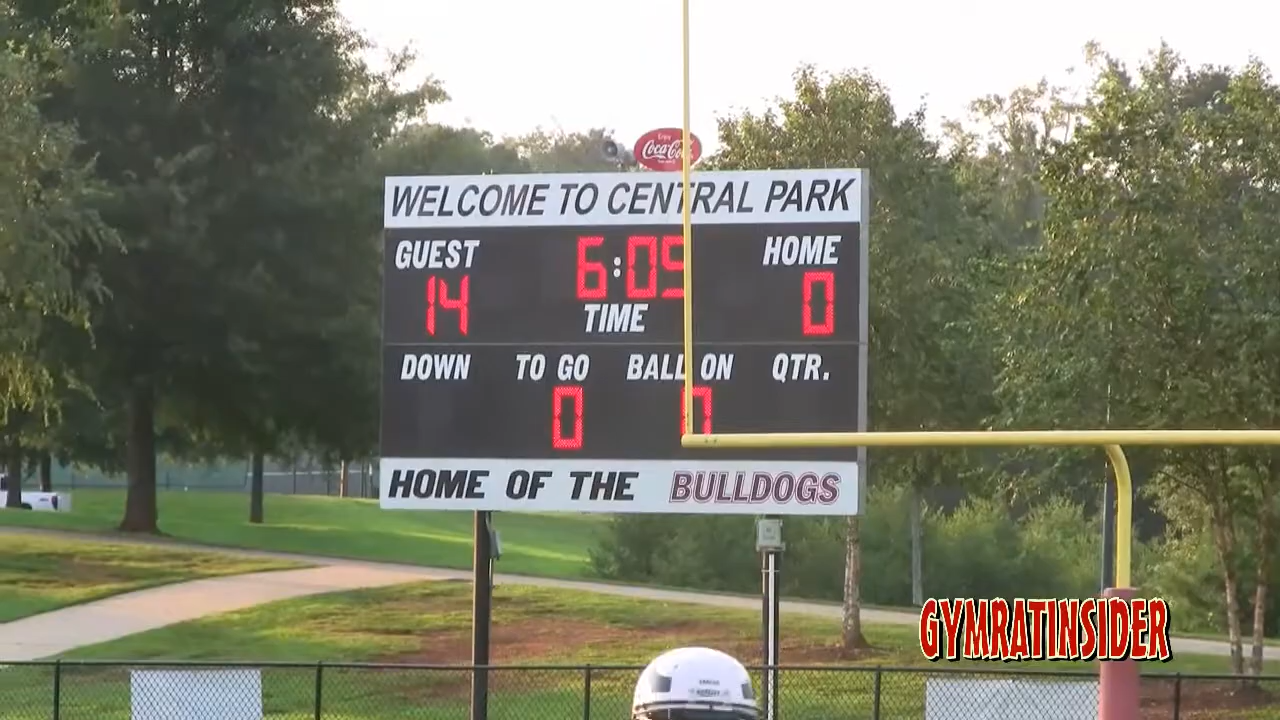 Enjoy
Coca-Cola
WELCOME TO CENTRAL PARK
GUEST 6:05 HOME
14 TIME 0
DOWN TO GO BALL ON QTR.
0 0
HOME OF THE BULLDOGS
GYMRATINSIDER